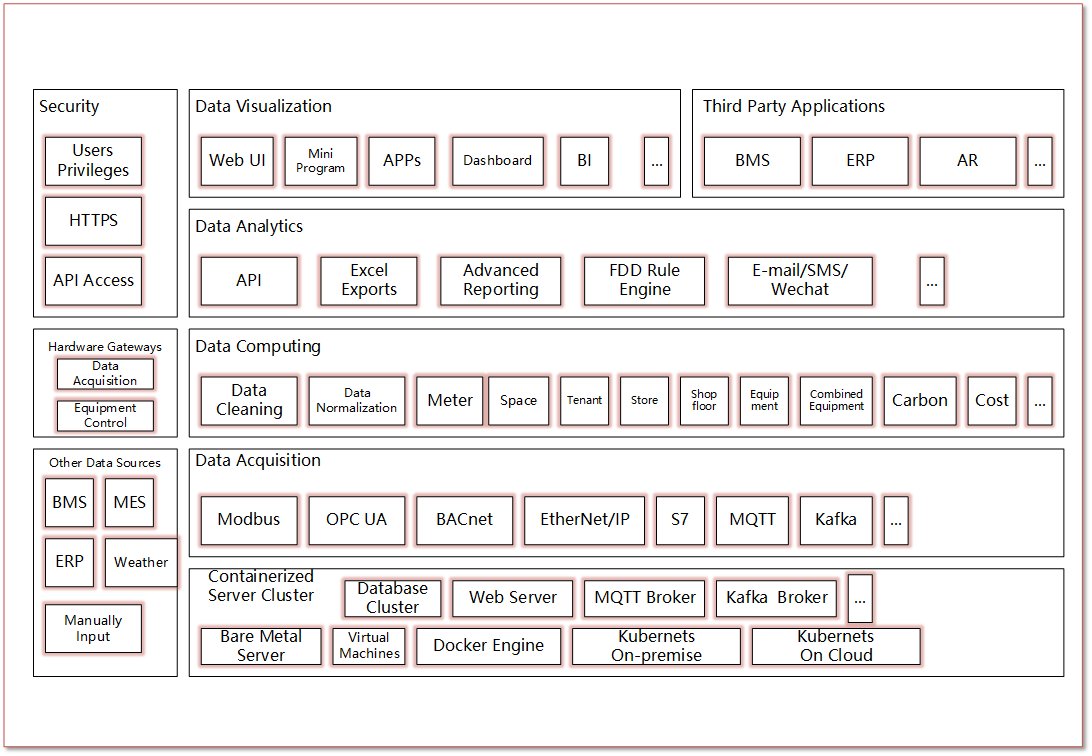 Security
Users
Privileges
HTTPS
API Access
Data Visualization
Web UI
Mini
Program
APPs
Dashboard
BI
...
Third Party Applications
BMS
ERP
AR
...
Data Analytics
API
Excel
Exports
Advanced
Reporting
FDD Rule
Engine
E-mail/SMS/
Wechat
...
Hardware Gateways
Data
Acquisition
Equipment
Control
Data Computing
Data
Cleaning
Data
Normalization
Meter
Space
Tenant
Store
Shop
floor
Equip
ment
Combined
Equipment
Carbon
Cost
...
Other Data Sources
BMS
MES
ERP
Weather
Manually
Input
Data Acquisition
Modbus
OPC UA
BACnet
EtherNet/IP
S7
MQTT
Kafka
...
Containerized
Server Cluster
Database
Cluster
Web Server
MQTT Broker
Kafka  Broker
...
Bare Metal
Server
Virtual
Machines
Docker Engine
Kubernets
On-premise
Kubernets
On Cloud